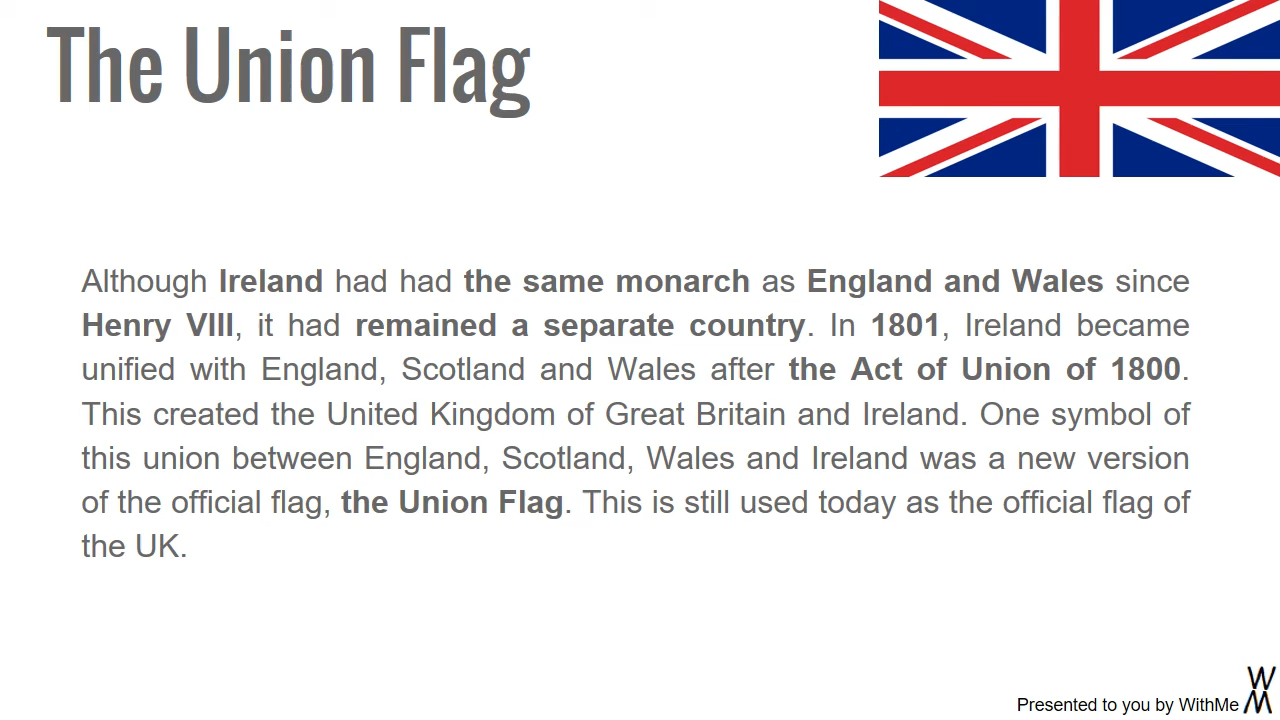 The Union Flag
Although Ireland had had the same monarch as England and Wales since
Henry VIII, it had remained a separate country. In 1801, Ireland became
unified with England, Scotland and Wales after the Act of Union of 1800.
This created the United Kingdom of Great Britain and Ireland. One symbol of
this union between England, Scotland, Wales and Ireland was a new version
of the official flag, the Union Flag. This is still used today as the official flag of
the UK.
Presented to you by WithMe
W
M